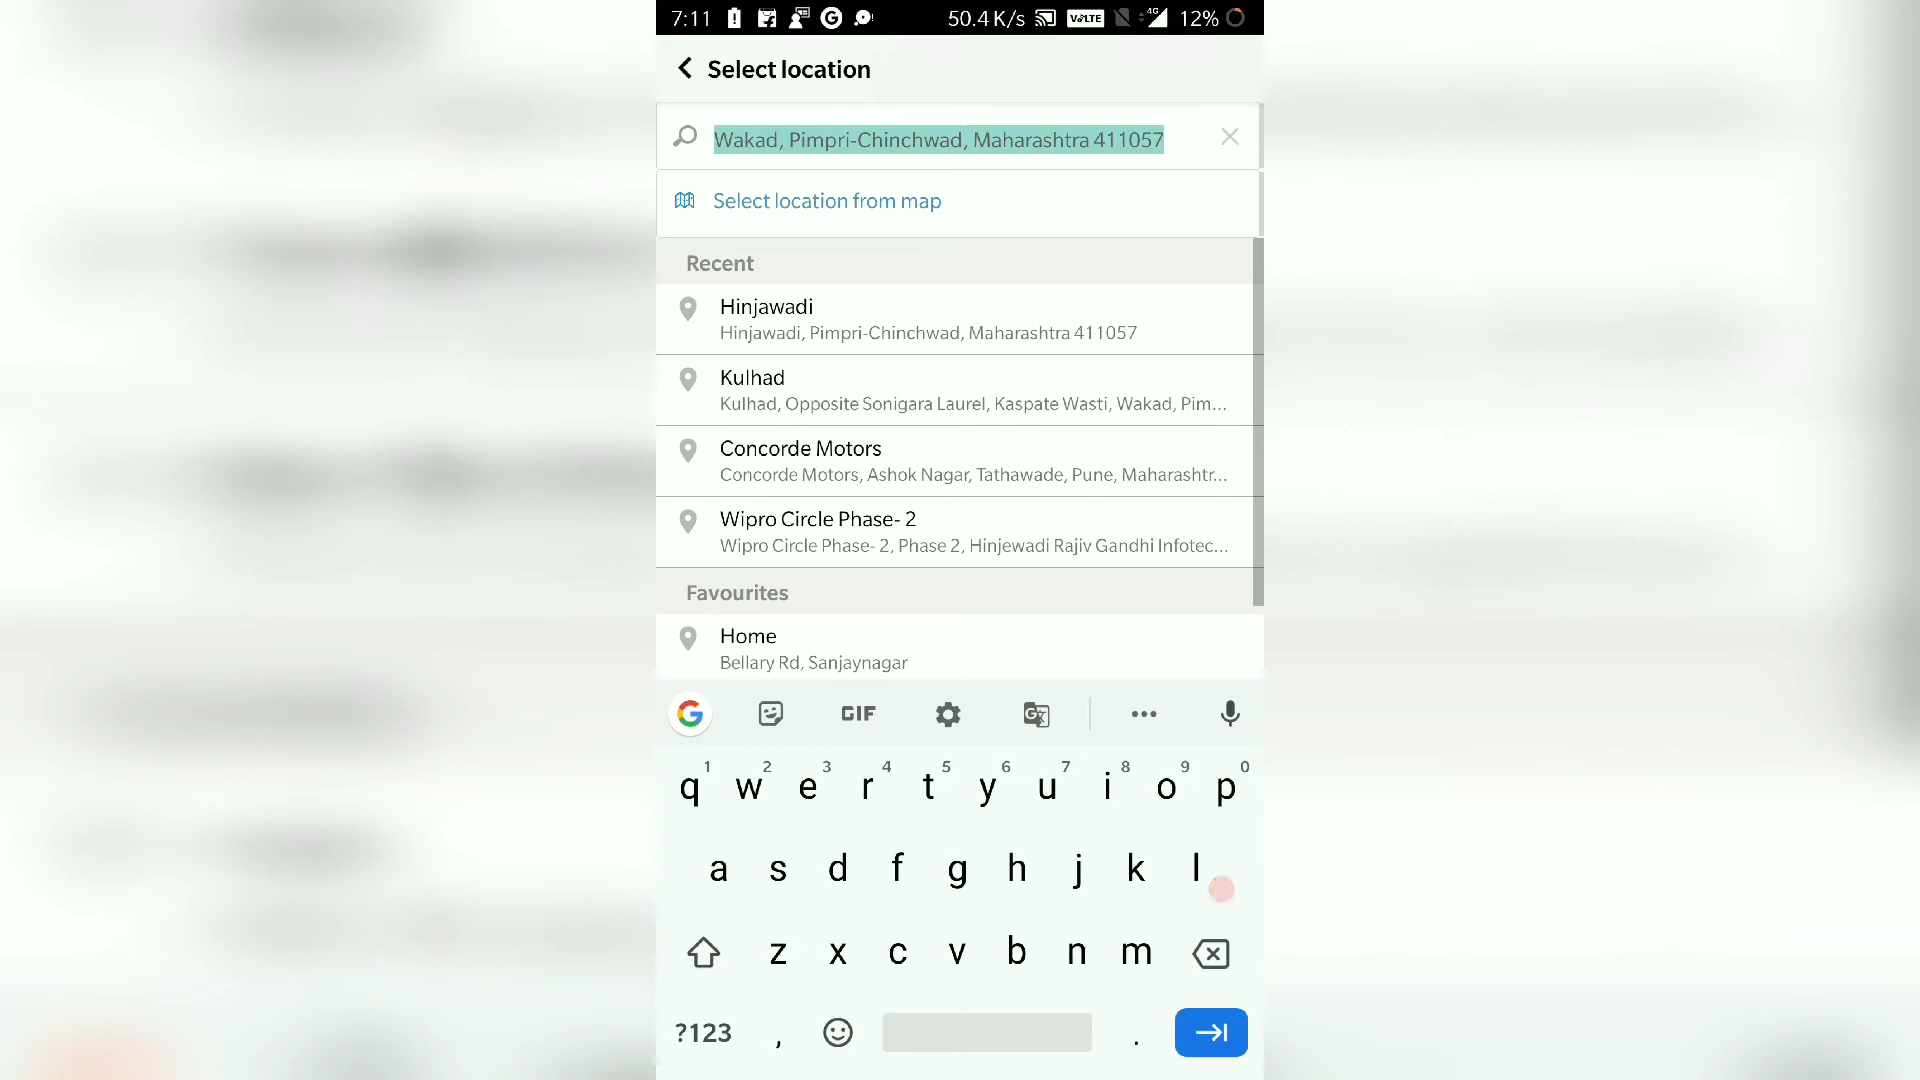 7:11 50.4 K/s VoLTE 4G 12%
Select location
Wakad, Pimpri-Chinchwad, Maharashtra 411057
Select location from map
Recent
Hinjawadi
Hinjawadi, Pimpri-Chinchwad, Maharashtra 411057
Kulhad
Kulhad, Opposite Sonigara Laurel, Kaspate Wasti, Wakad, Pim...
Concorde Motors
Concorde Motors, Ashok Nagar, Tathawade, Pune, Maharashtr...
Wipro Circle Phase- 2
Wipro Circle Phase- 2, Phase 2, Hinjewadi Rajiv Gandhi Infotec...
Favourites
Home
Bellary Rd, Sanjaynagar
G GIF G
1 2 3 4 5 6 7 8 9 0
q w e r t y u i o p
a s d f g h j k l
z x c v b n m
?123 , .